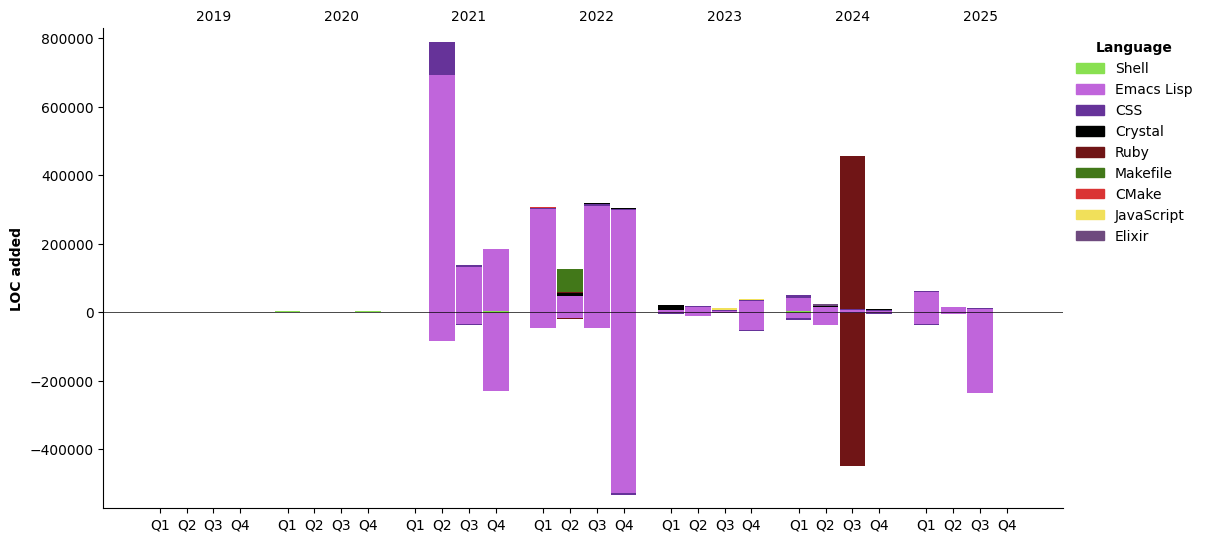 2019 2020 2021 2022 2023 2024 2025
800000
600000
400000
200000
0
−200000
−400000
LOC added
Q1 Q2 Q3 Q4 Q1 Q2 Q3 Q4 Q1 Q2 Q3 Q4 Q1 Q2 Q3 Q4 Q1 Q2 Q3 Q4 Q1 Q2 Q3 Q4 Q1 Q2 Q3 Q4
Language
Shell
Emacs Lisp
CSS
Crystal
Ruby
Makefile
CMake
JavaScript
Elixir